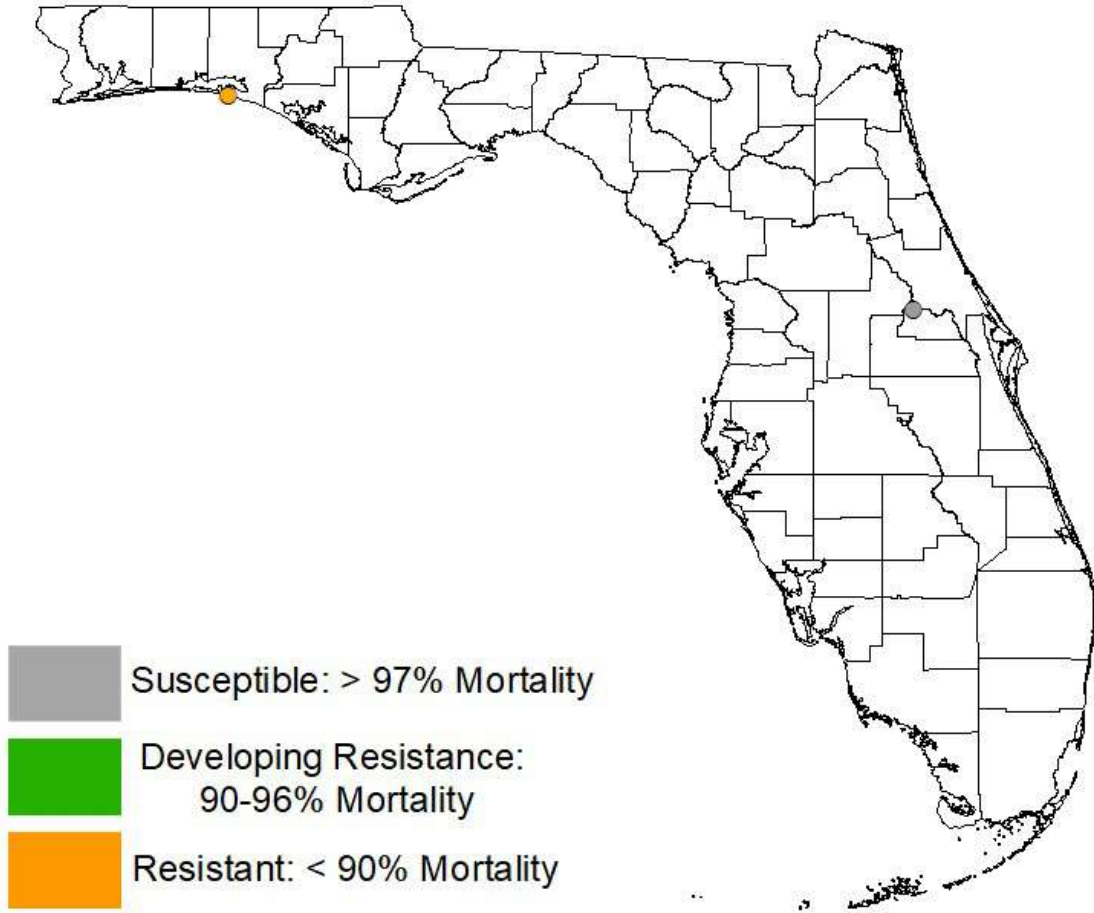 Susceptible: > 97% Mortality
Developing Resistance:
90-96% Mortality
Resistant: < 90% Mortality